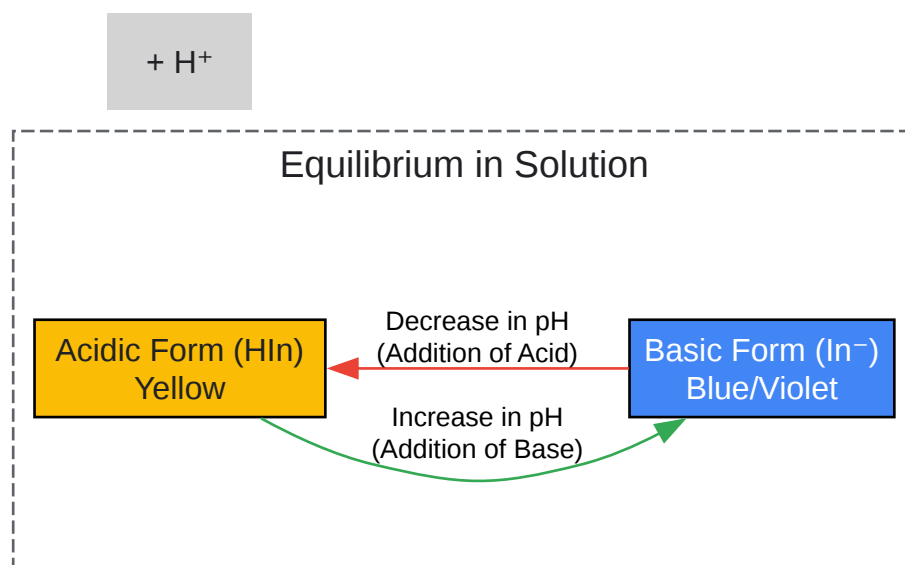 + H⁺
Equilibrium in Solution
Decrease in pH
(Addition of Acid)
Acidic Form (HIn)
Yellow
Basic Form (In⁻)
Blue/Violet
Increase in pH
(Addition of Base)